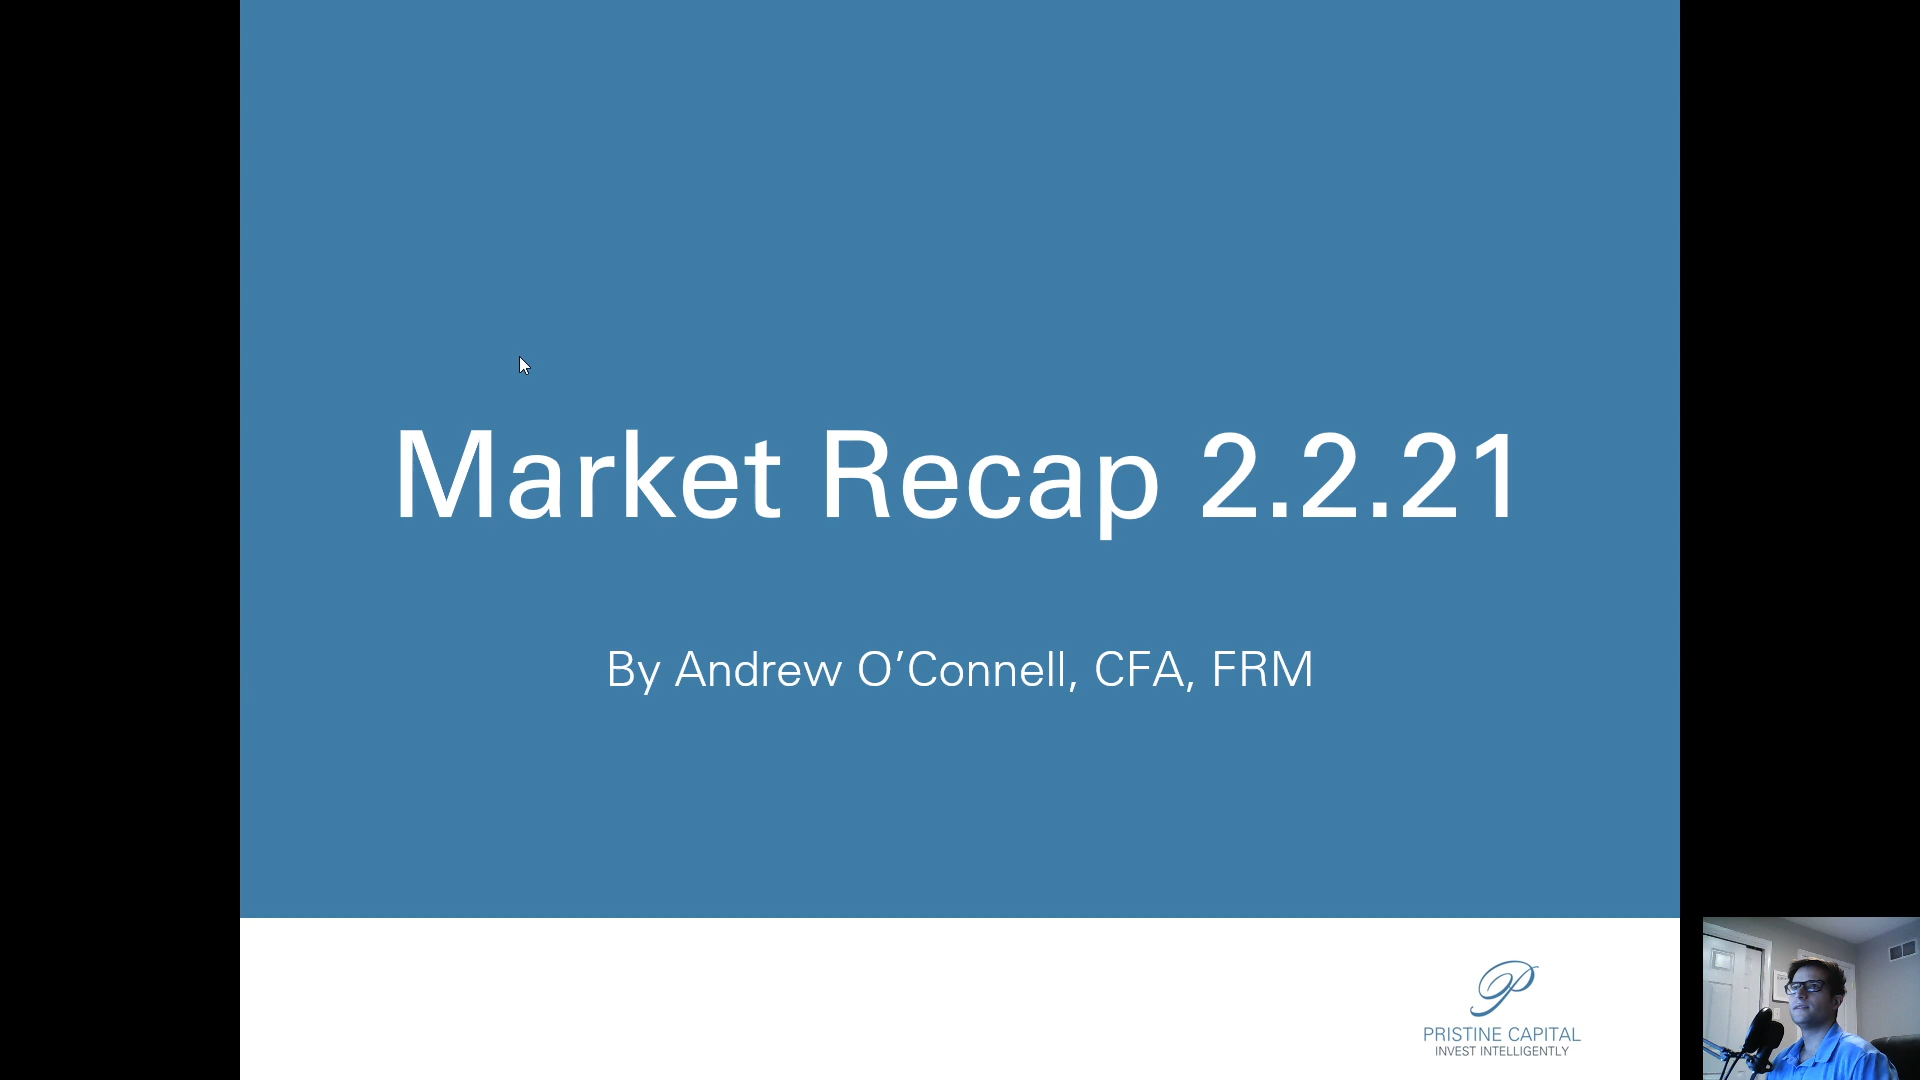 Market Recap 2.2.21
By Andrew O’Connell, CFA, FRM
PRISTINE CAPITAL
INVEST INTELLIGENTLY